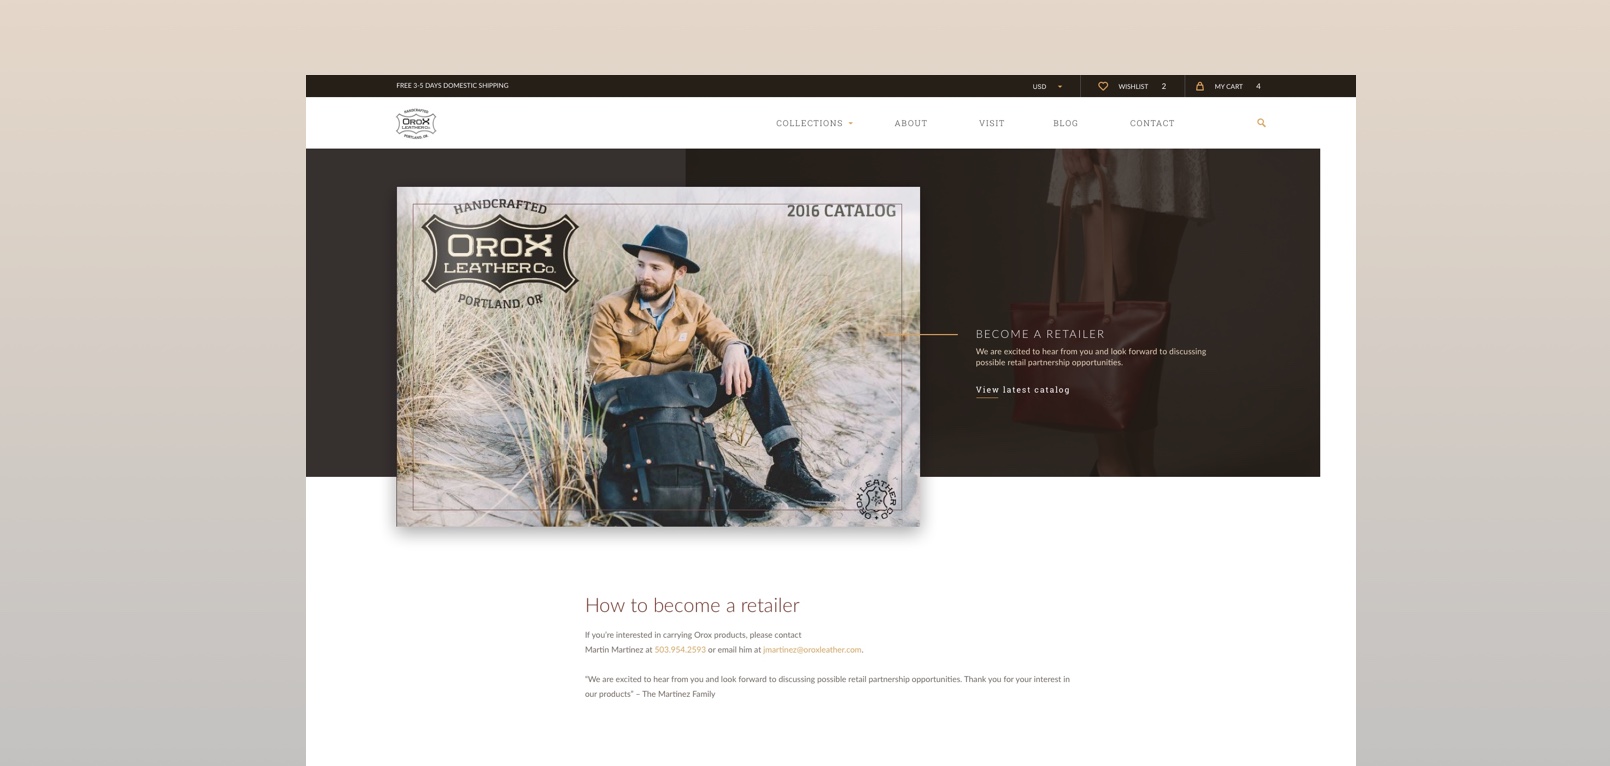 FREE 3-5 DAYS DOMESTIC SHIPPING
USD
WISHLIST 2
MY CART 4
HANDCRAFTED
OROX
LEATHER CO.
PORTLAND, OR
COLLECTIONS
ABOUT
VISIT
BLOG
CONTACT
HANDCRAFTED
OROX
LEATHER CO.
PORTLAND, OR
2016 CATALOG
OROX LEATHER CO
BECOME A RETAILER
We are excited to hear from you and look forward to discussing
possible retail partnership opportunities.
View latest catalog
How to become a retailer
If you're interested in carrying Orox products, please contact
Martin Martinez at 503.954.2593 or email him at jmartinez@oroxleather.com.
"We are excited to hear from you and look forward to discussing possible retail partnership opportunities. Thank you for your interest in
our products" – The Martinez Family